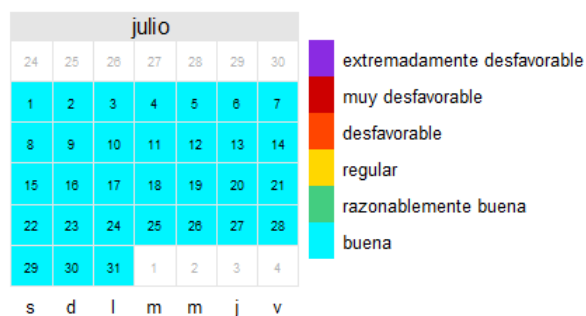 julio
24 25 26 27 28 29 30
1 2 3 4 5 6 7
8 9 10 11 12 13 14
15 16 17 18 19 20 21
22 23 24 25 26 27 28
29 30 31 1 2 3 4
s d l m m j v
extremadamente desfavorable
muy desfavorable
desfavorable
regular
razonablemente buena
buena